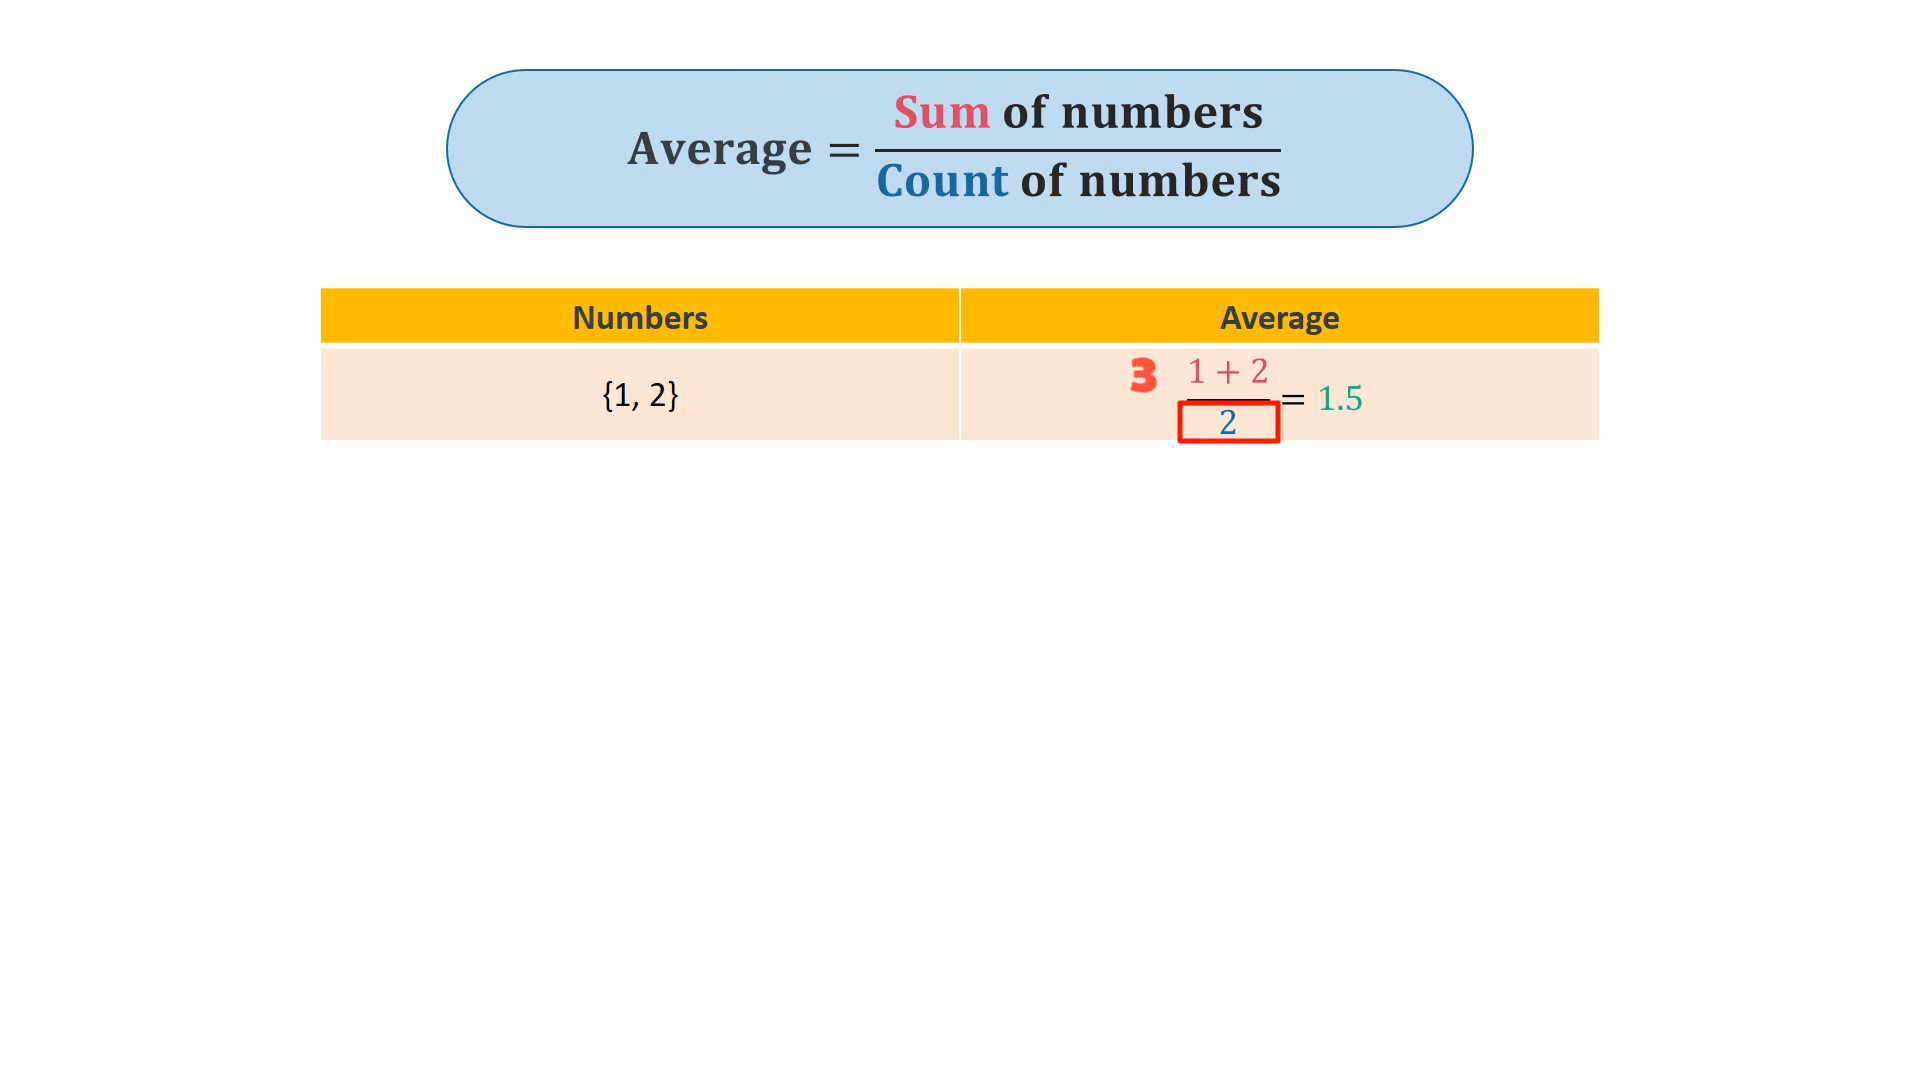 Average = Sum of numbers / Count of numbers
Numbers Average
{1, 2} 3 1 + 2 / 2 = 1.5